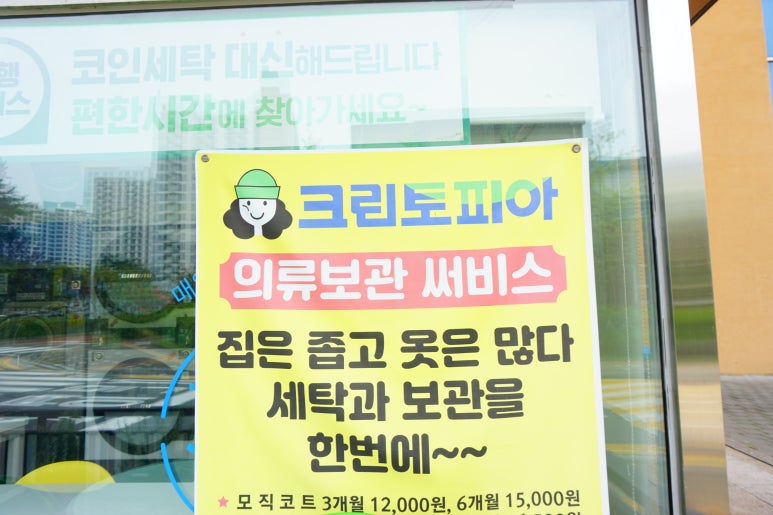 코인세탁 대신해드립니다
편한시간에 찾아가세요~
크린토피아
의류보관 써비스
집은 좁고 옷은 많다
세탁과 보관을
한번에~~
★ 모직코트 3개월 12,000원, 6개월 15,000원